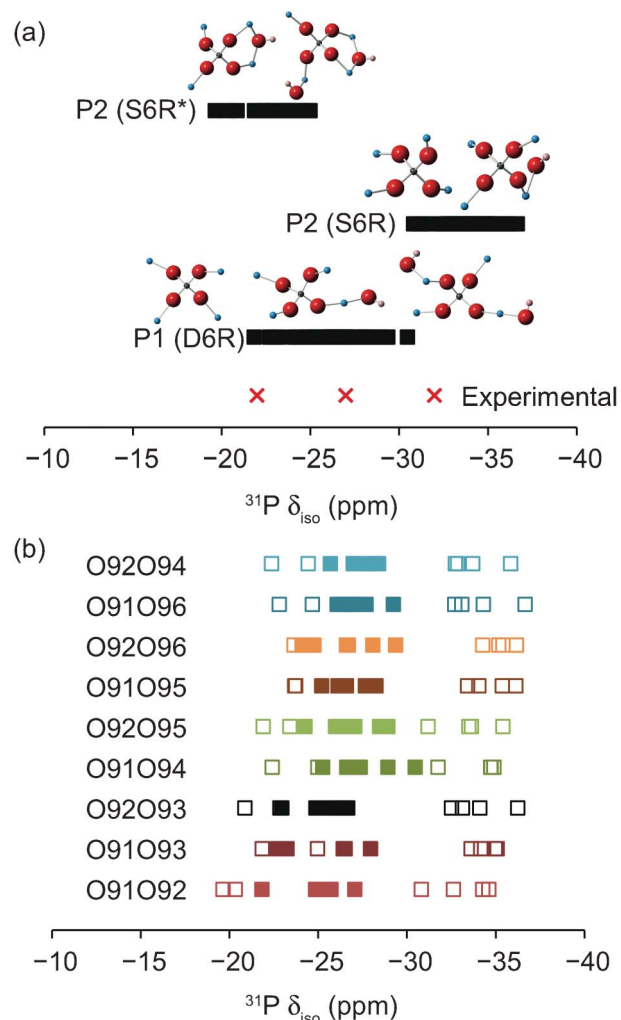 (a)
P2 (S6R*)
P2 (S6R)
P1 (D6R)
Experimental
−10 −15 −20 −25 −30 −35 −40
³¹P δiso (ppm)
(b)
O92O94
O91O96
O92O96
O91O95
O92O95
O91O94
O92O93
O91O93
O91O92
−10 −15 −20 −25 −30 −35 −40
³¹P δiso (ppm)